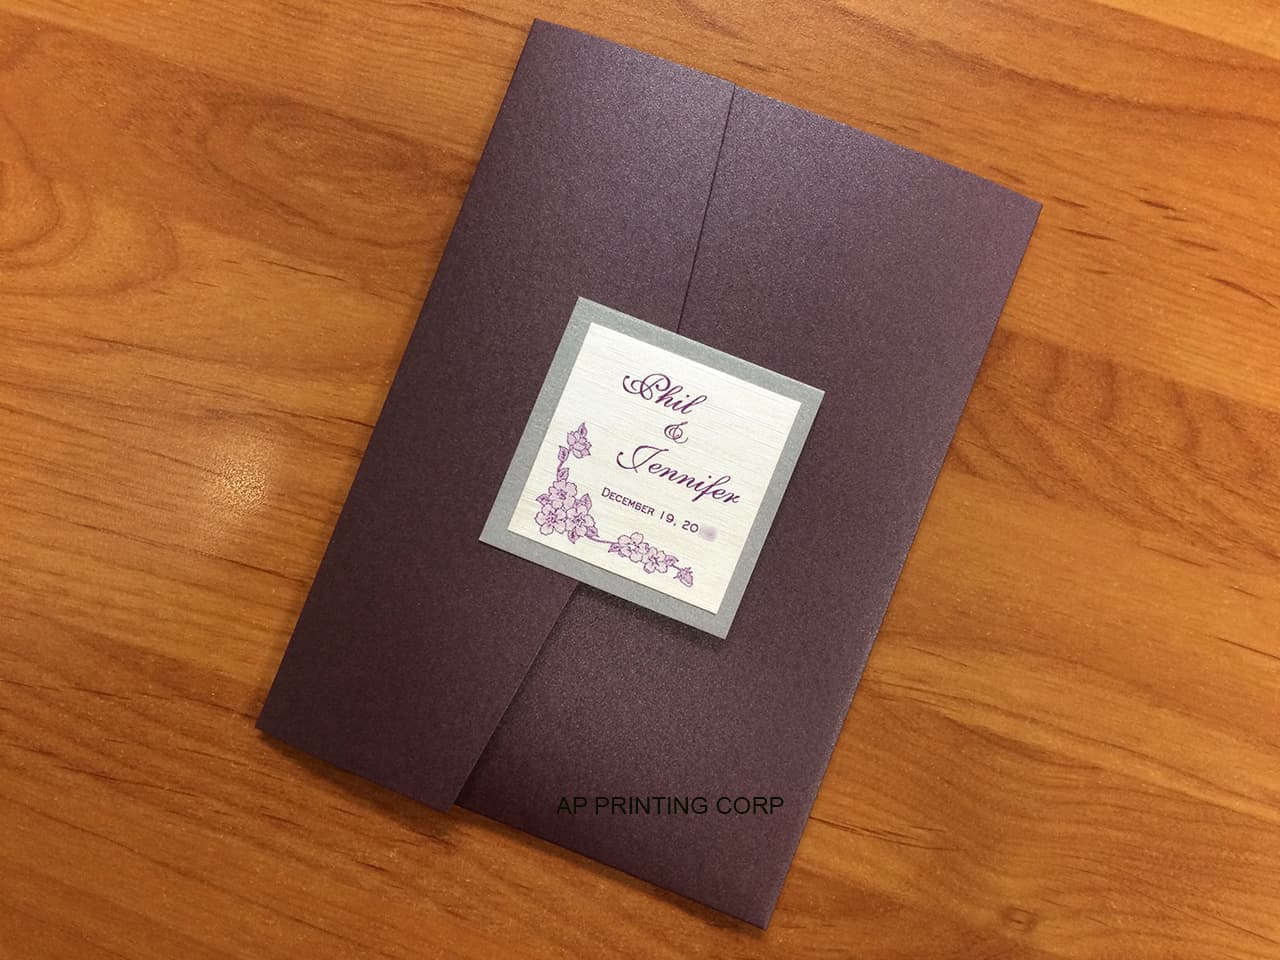 Phil
&
Jennifer
December 19, 20
AP PRINTING CORP